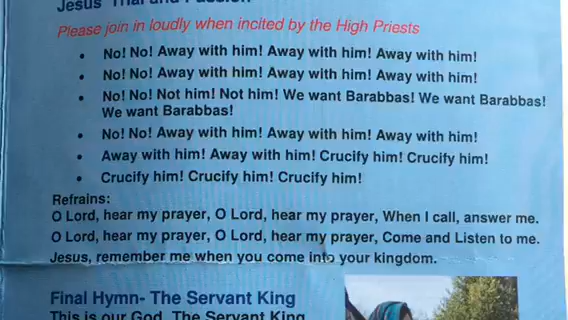 Jesus' Trial and Passion
Please join in loudly when incited by the High Priests
• No! No! Away with him! Away with him! Away with him!
• No! No! Away with him! Away with him! Away with him!
• No! No! Not him! Not him! We want Barabbas! We want Barabbas!
We want Barabbas!
• No! No! Away with him! Away with him! Away with him!
• Away with him! Away with him! Crucify him! Crucify him!
• Crucify him! Crucify him! Crucify him!
Refrains:
O Lord, hear my prayer, O Lord, hear my prayer, When I call, answer me.
O Lord, hear my prayer, O Lord, hear my prayer, Come and Listen to me.
Jesus, remember me when you come into your kingdom.
Final Hymn- The Servant King
This is our God, The Servant King